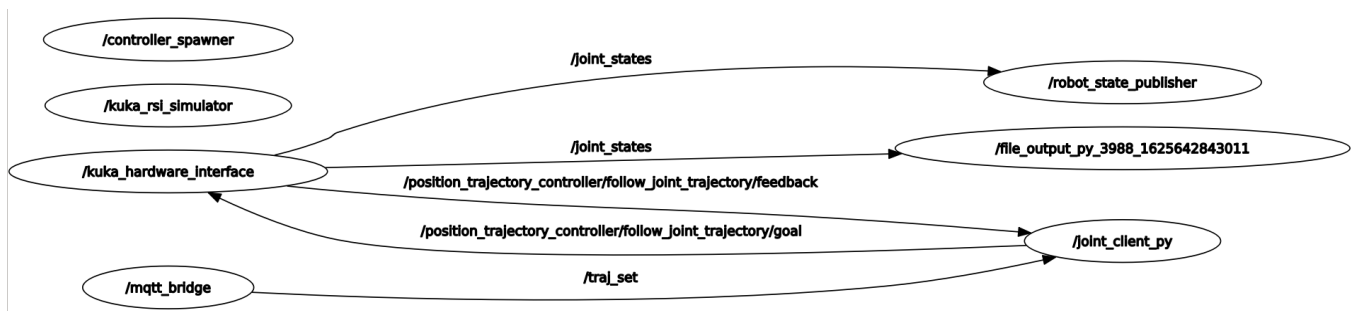 /controller_spawner
/joint_states
/robot_state_publisher
/kuka_rsi_simulator
/joint_states
/file_output_py_3988_1625642843011
/kuka_hardware_interface
/position_trajectory_controller/follow_joint_trajectory/feedback
/position_trajectory_controller/follow_joint_trajectory/goal
/joint_client_py
/mqtt_bridge
/traj_set